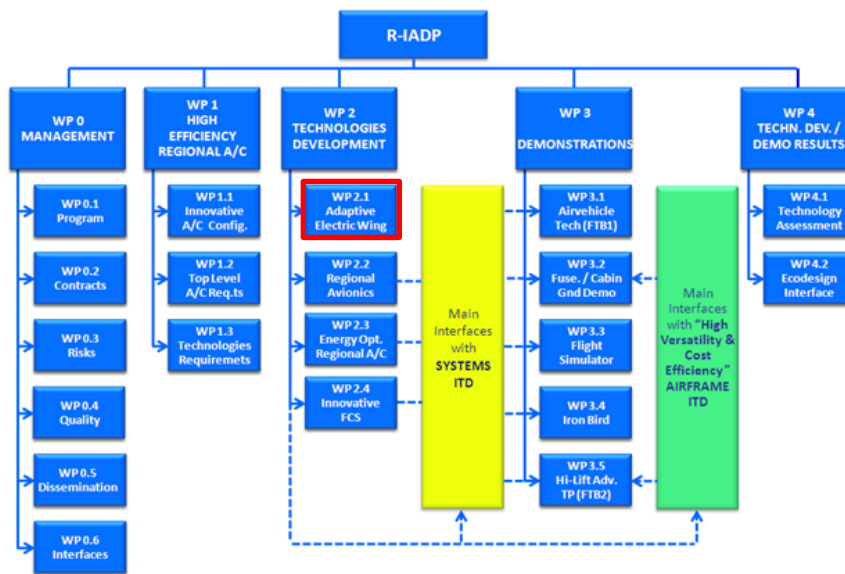 R-IADP
WP 0
MANAGEMENT
WP 1
HIGH
EFFICIENCY
REGIONAL A/C
WP 2
TECHNOLOGIES
DEVELOPMENT
WP 3
DEMONSTRATIONS
WP 4
TECHN. DEV. /
DEMO RESULTS
WP 0.1
Program
WP 0.2
Contracts
WP 0.3
Risks
WP 0.4
Quality
WP 0.5
Dissemination
WP 0.6
Interfaces
WP 1.1
Innovative
A/C Config.
WP 1.2
Top Level
A/C Req.ts
WP 1.3
Technologies
Requiremets
WP 2.1
Adaptive
Electric Wing
WP 2.2
Regional
Avionics
WP 2.3
Energy Opt.
Regional A/C
WP 2.4
Innovative
FCS
Main
Interfaces
with
SYSTEMS
ITD
WP 3.1
Airvehicle
Tech (FTB1)
WP 3.2
Fuse. / Cabin
Gnd Demo
WP 3.3
Flight
Simulator
WP 3.4
Iron Bird
WP 3.5
Hi-Lift Adv.
TP (FTB2)
Main
Interfaces
with "High
Versatility &
Cost
Efficiency"
AIRFRAME
ITD
WP 4.1
Technology
Assessment
WP 4.2
Ecodesign
Interface